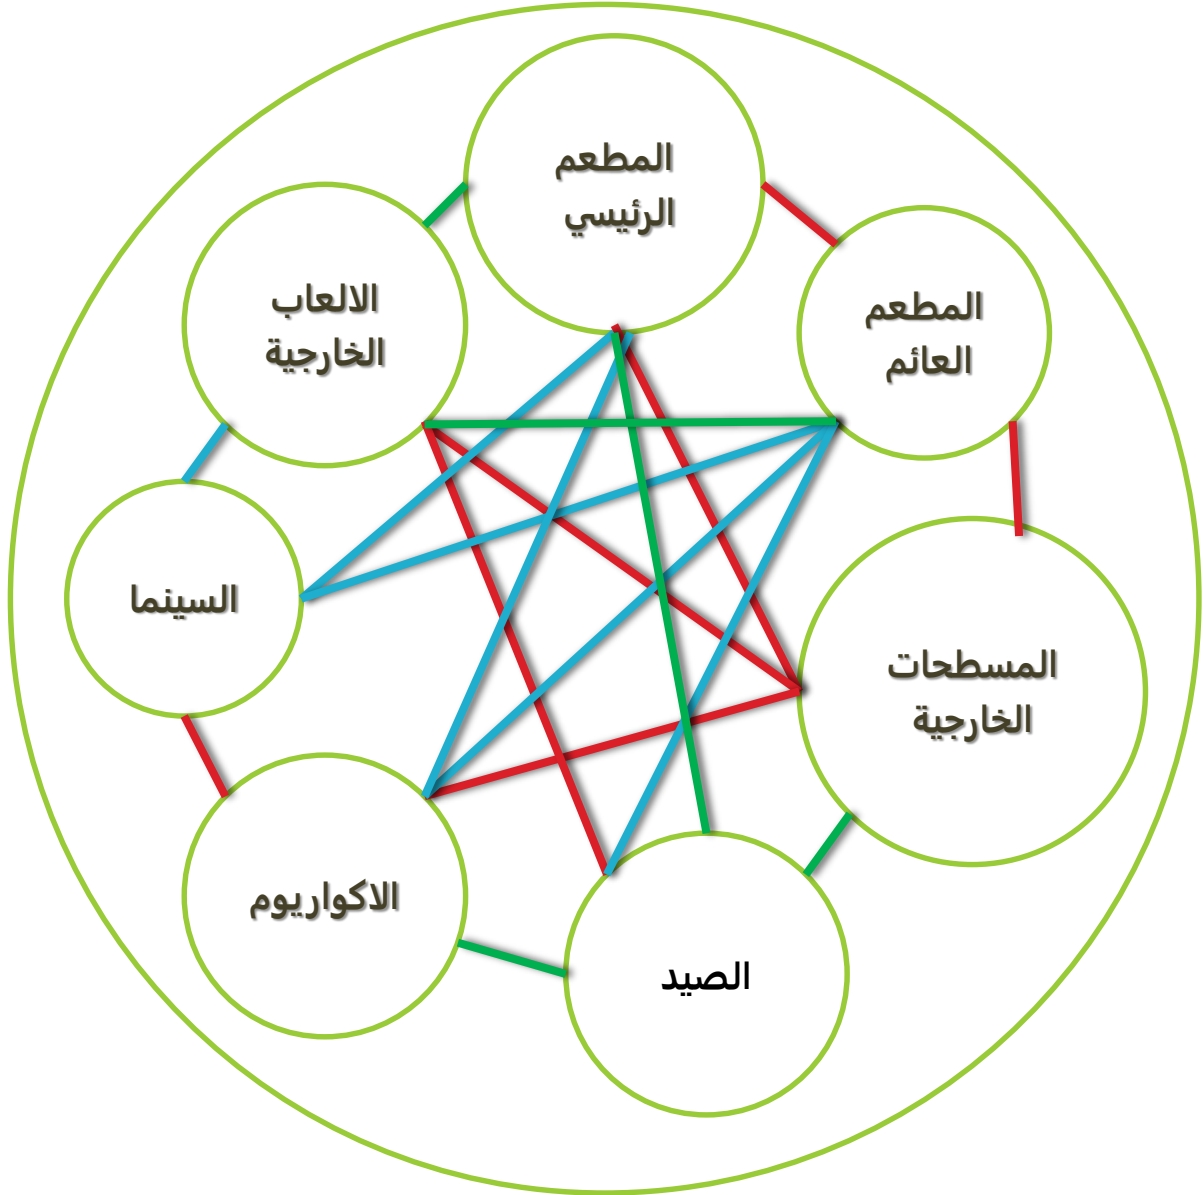 المطعم
الرئيسي
الالعاب
الخارجية
المطعم
العائم
السينما
المسطحات
الخارجية
الاكواريوم
الصيد